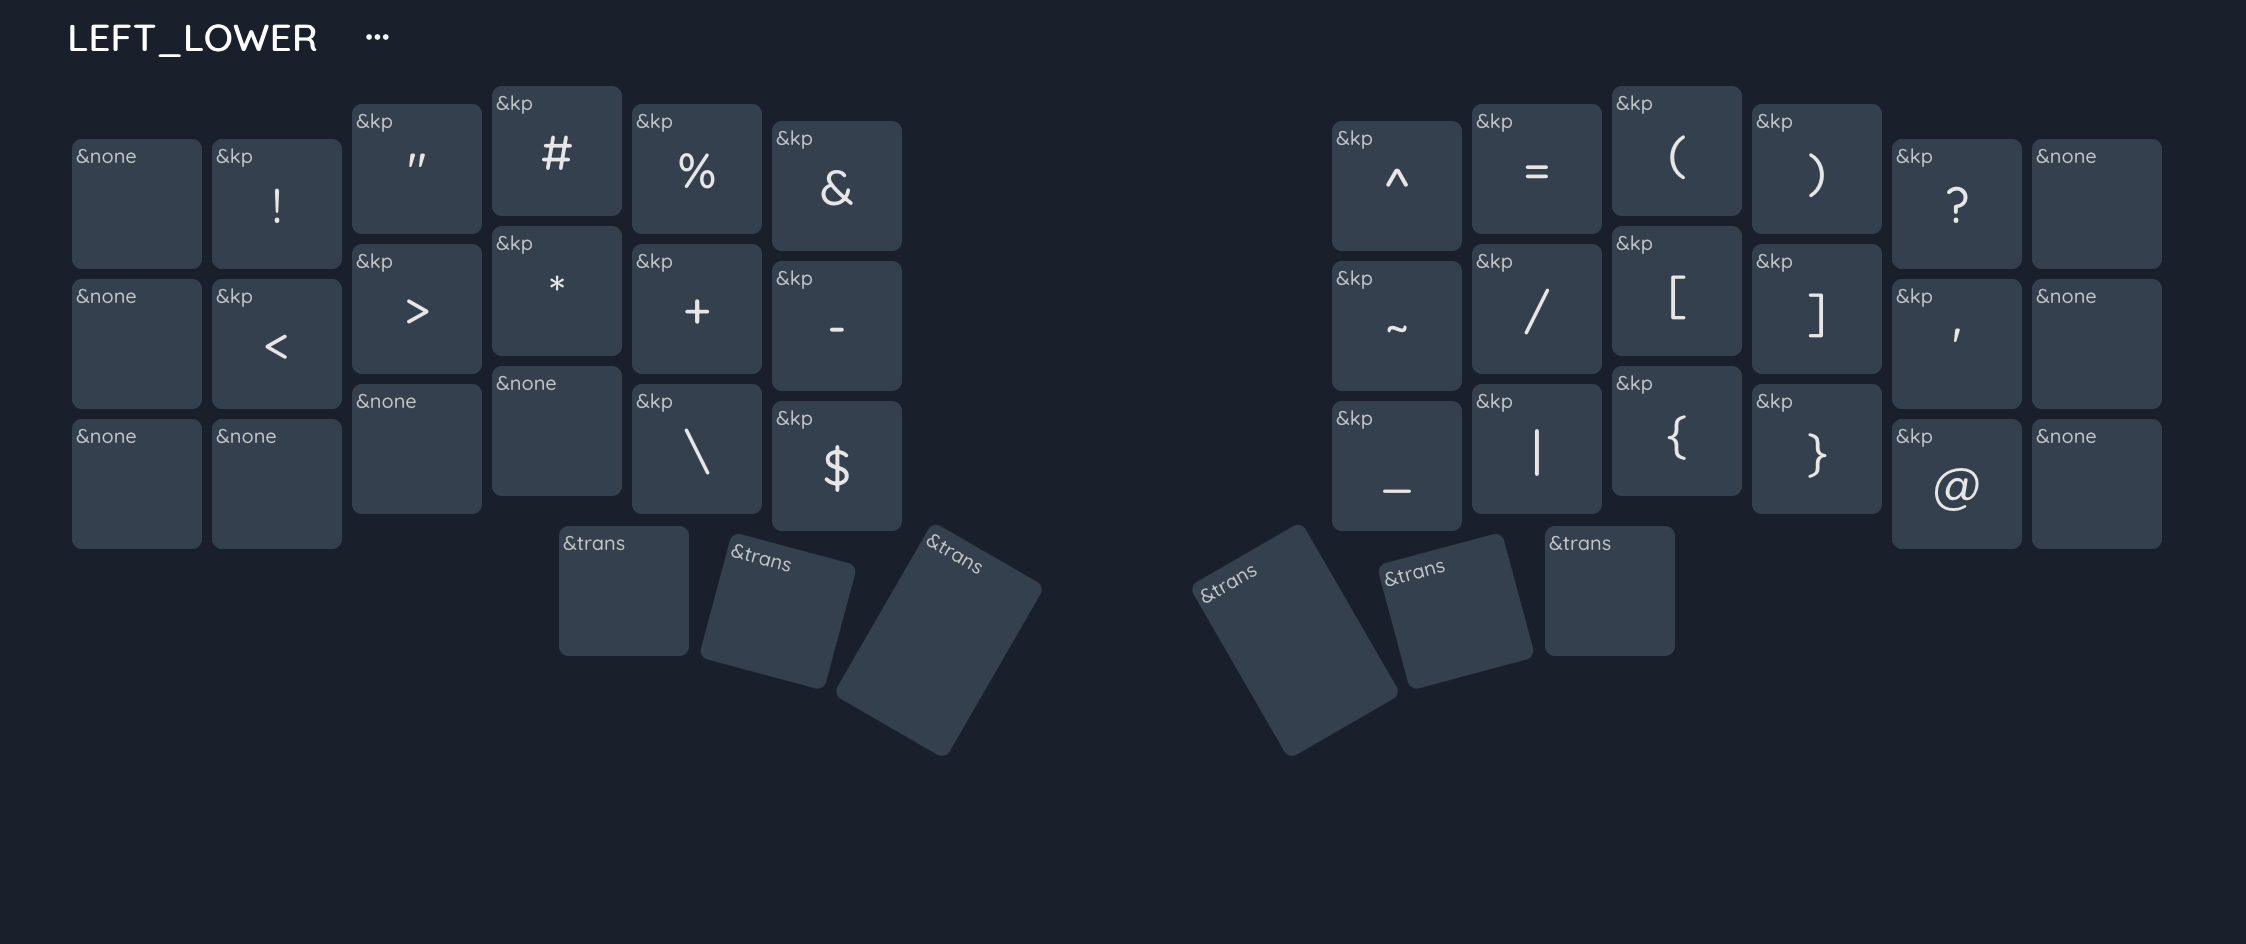 LEFT_LOWER ...
&none &kp ! &kp " &kp # &kp % &kp & &kp ^ &kp = &kp ( &kp ) &kp ? &none
&none &kp < &kp > &kp * &kp + &kp - &kp ~ &kp / &kp [ &kp ] &kp ' &none
&none &none &none &none &kp \ &kp $ &kp _ &kp | &kp { &kp } &kp @ &none
&trans &trans &trans &trans &trans &trans